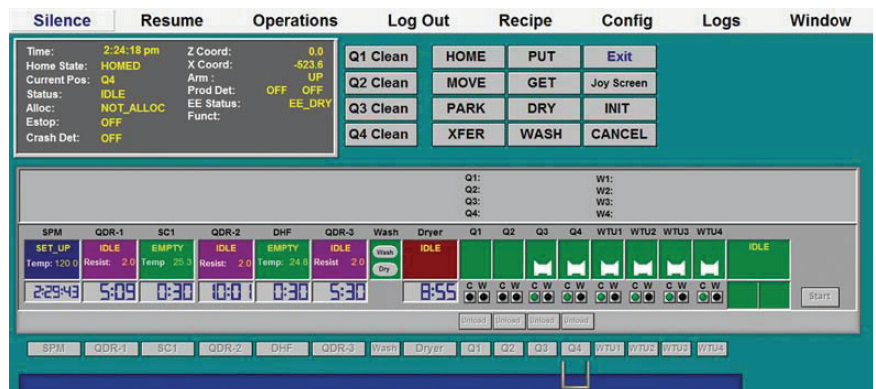 Silence Resume Operations Log Out Recipe Config Logs Window
Time: 2:24:18 pm Z Coord: 0.0
Home State: HOMED X Coord: -523.6
Current Pos: Q4 Arm : UP
Status: IDLE Prod Det: OFF OFF
Alloc: NOT_ALLOC EE Status: EE_DRY
Estop: OFF Funct:
Crash Det: OFF
Q1 Clean HOME PUT Exit
Q2 Clean MOVE GET Joy Screen
Q3 Clean PARK DRY INIT
Q4 Clean XFER WASH CANCEL
Q1: W1:
Q2: W2:
Q3: W3:
Q4: W4:
SPM QDR-1 SC1 QDR-2 DHF QDR-3 Wash Dryer Q1 Q2 Q3 Q4 WTU1 WTU2 WTU3 WTU4
SET_UP IDLE EMPTY IDLE EMPTY IDLE Wash IDLE IDLE
Temp: 120.0 Resist: 2.0 Temp 25.3 Resist: 2.0 Temp: 24.8 Resist 2.0 Dry
2:29:43 5:09 0:30 10:01 0:30 5:30 8:55 C W C W C W C W C W C W C W C W Start
Unload Unload Unload Unload
SPM QDR-1 SC1 QDR-2 DHF QDR-3 Wash Dryer Q1 Q2 Q3 Q4 WTU1 WTU2 WTU3 WTU4